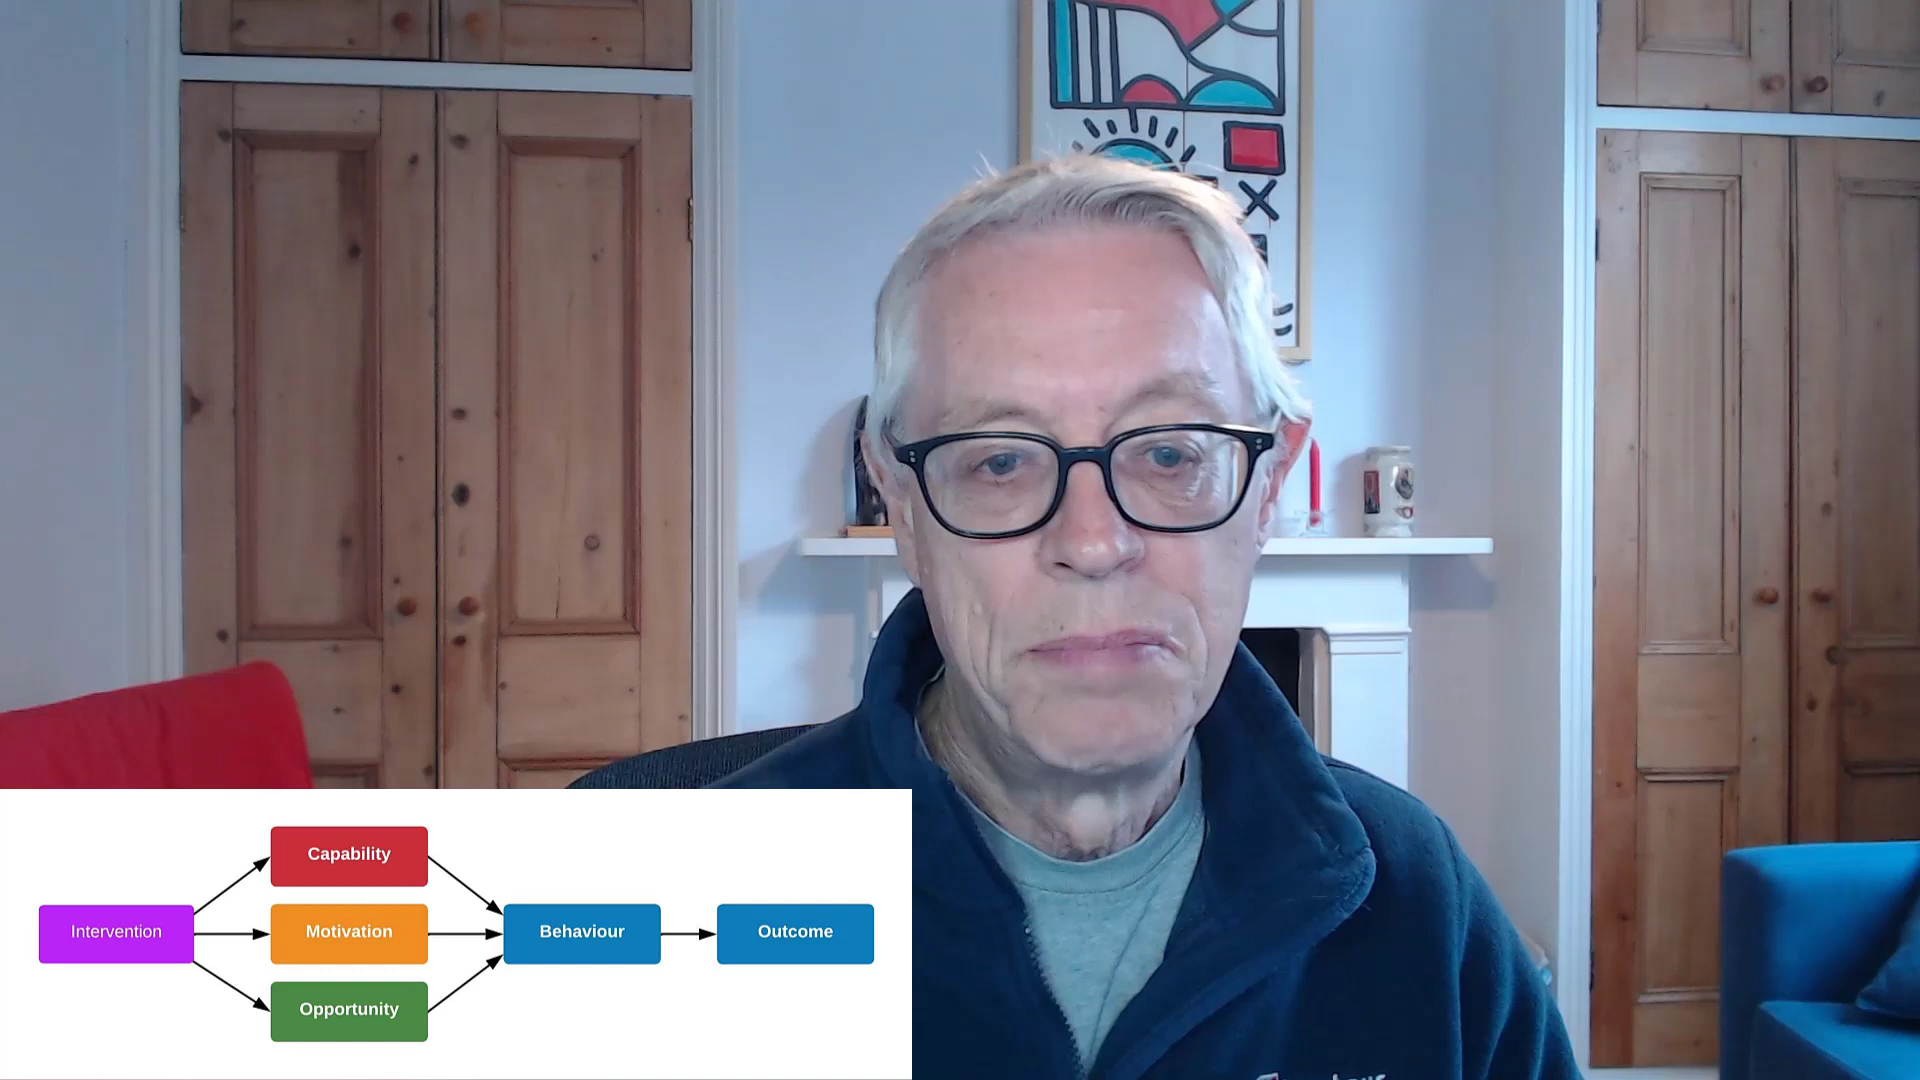 Capability
Intervention
Motivation
Behaviour
Outcome
Opportunity